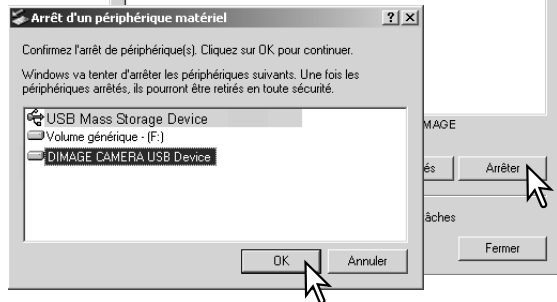 Arrêt d'un périphérique matériel
Confirmez l'arrêt de périphérique(s). Cliquez sur OK pour continuer.
Windows va tenter d'arrêter les périphériques suivants. Une fois les
périphériques arrêtés, ils pourront être retirés en toute sécurité.
USB Mass Storage Device
Volume générique - (F:)
DIMAGE CAMERA USB Device
OK
Annuler
MAGE
és
Arrêter
âches
Fermer